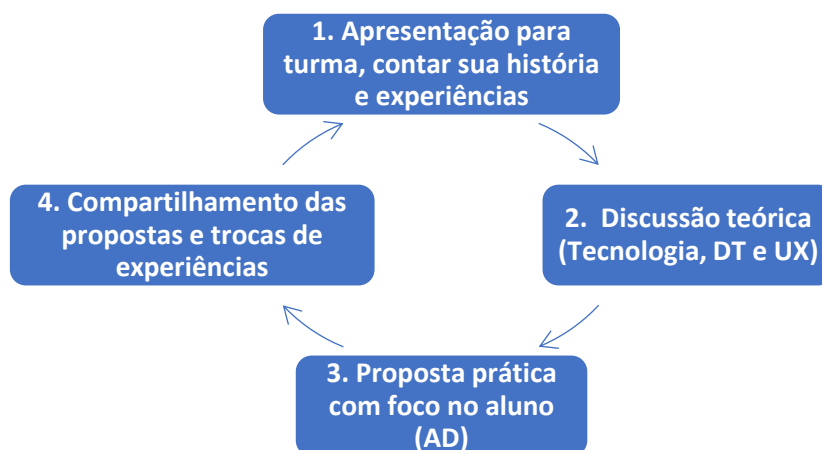 1. Apresentação para
turma, contar sua história
e experiências
2. Discussão teórica
(Tecnologia, DT e UX)
3. Proposta prática
com foco no aluno
(AD)
4. Compartilhamento das
propostas e trocas de
experiências